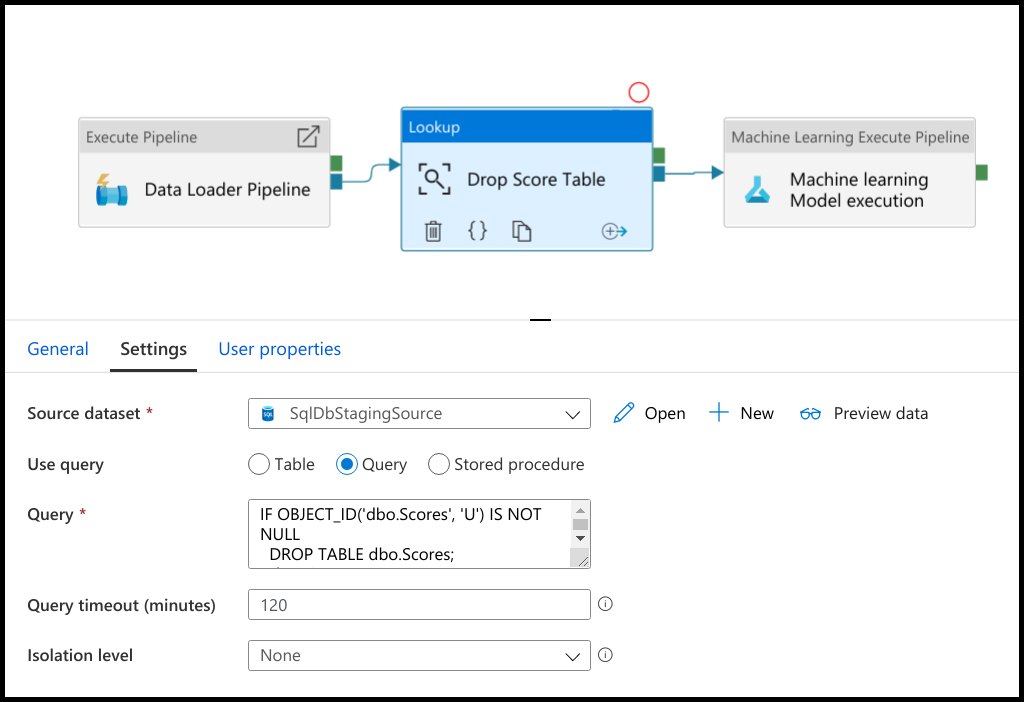 Execute Pipeline
Data Loader Pipeline
Lookup
Drop Score Table
{}
Machine Learning Execute Pipeline
Machine learning
Model execution
General Settings User properties
Source dataset * SqlDbStagingSource Open New Preview data
Use query Table Query Stored procedure
Query * IF OBJECT_ID('dbo.Scores', 'U') IS NOT
NULL
DROP TABLE dbo.Scores;
Query timeout (minutes) 120
Isolation level None